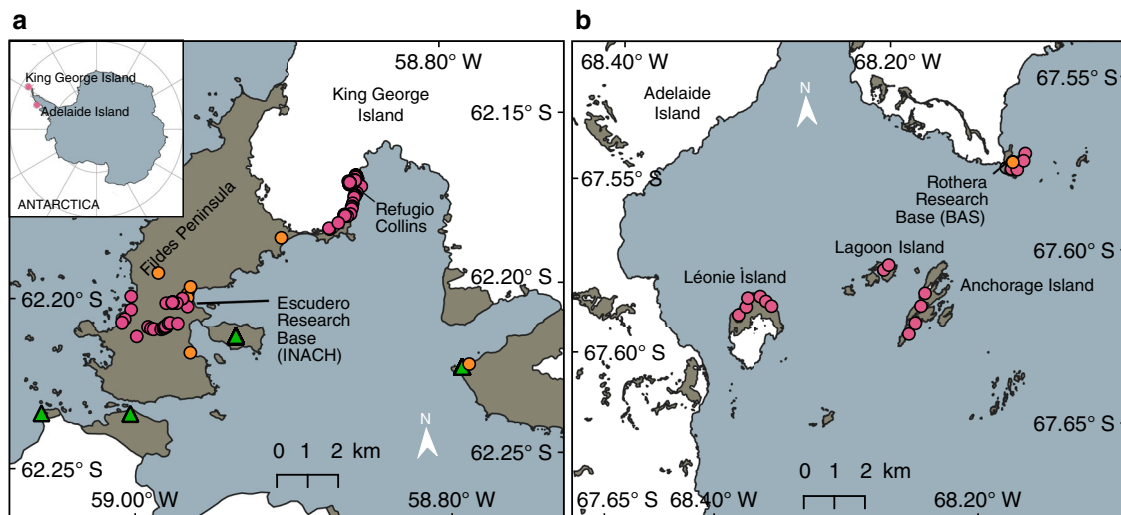 a
King George Island
Adelaide Island
ANTARCTICA
58.80° W
King George
Island
62.15° S
Fildes Peninsula
Refugio
Collins
62.20° S
62.20° S
Escudero
Research
Base
(INACH)
N
0 1 2 km
62.25° S
62.25° S
59.00° W
58.80° W
b
68.40° W
68.20° W
67.55° S
Adelaide
Island
N
67.55° S
Rothera
Research
Base (BAS)
67.60° S
Lagoon Island
Léonie Island
Anchorage Island
67.60° S
67.65° S
0 1 2 km
67.65° S
68.40° W
68.20° W